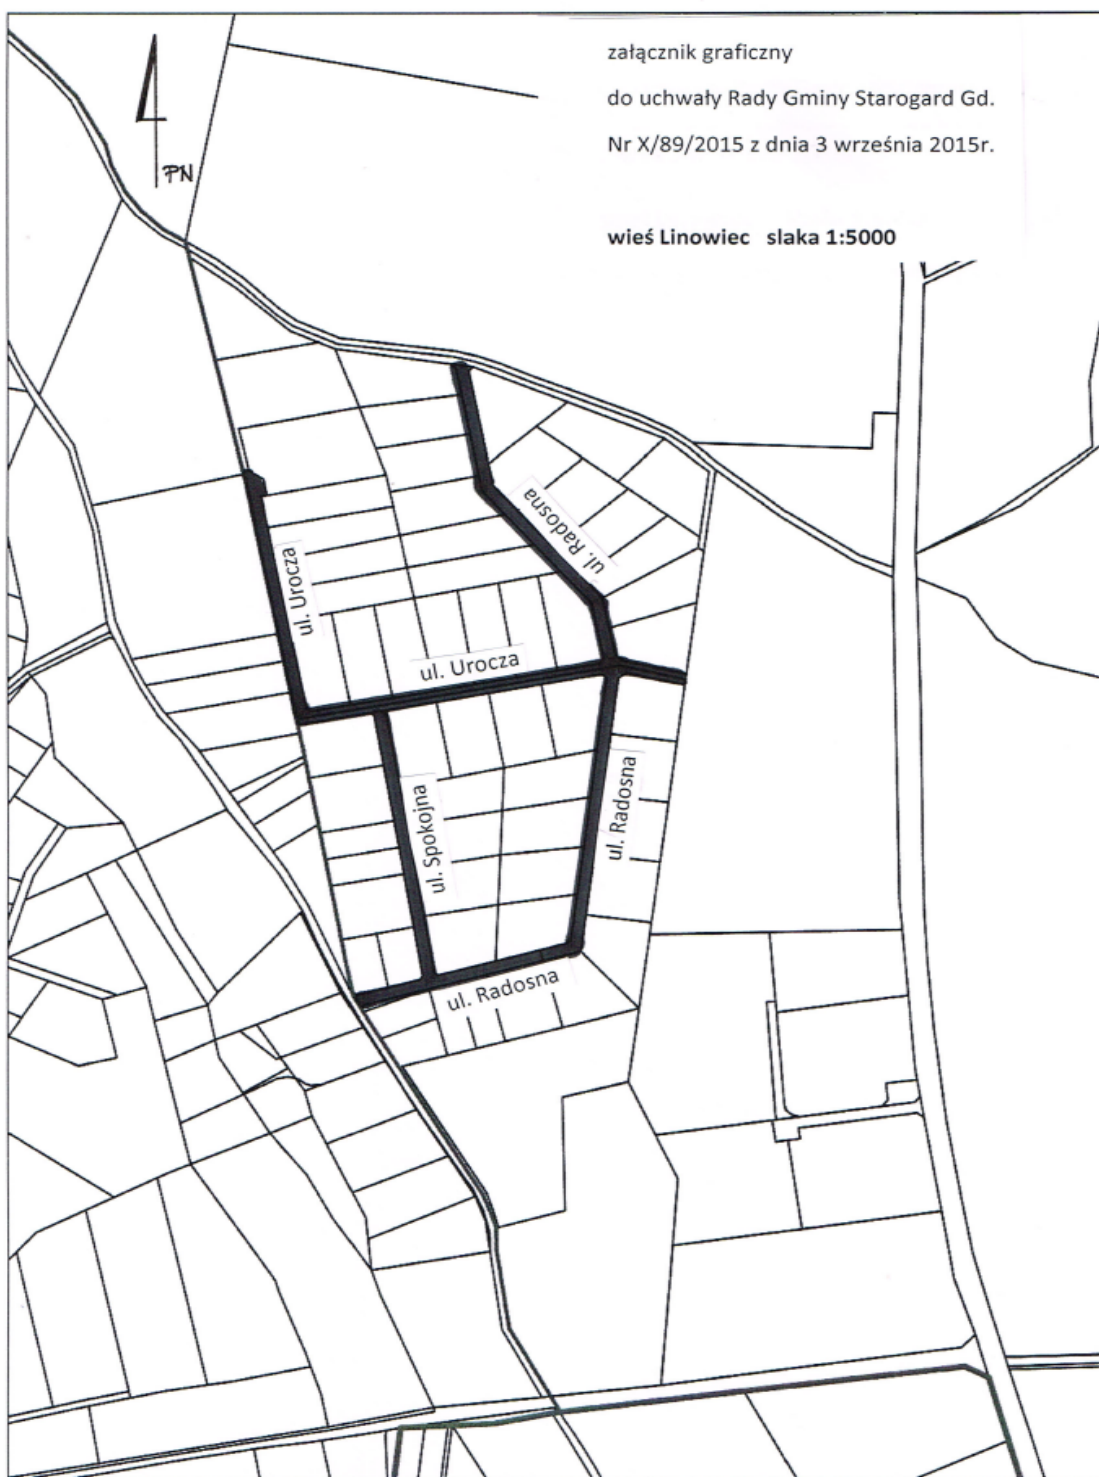 załącznik graficzny
do uchwały Rady Gminy Starogard Gd.
Nr X/89/2015 z dnia 3 września 2015r.
wieś Linowiec slaka 1:5000
PN
ul. Radosna
ul. Urocza
ul. Urocza
ul. Spokojna
ul. Radosna
ul. Radosna